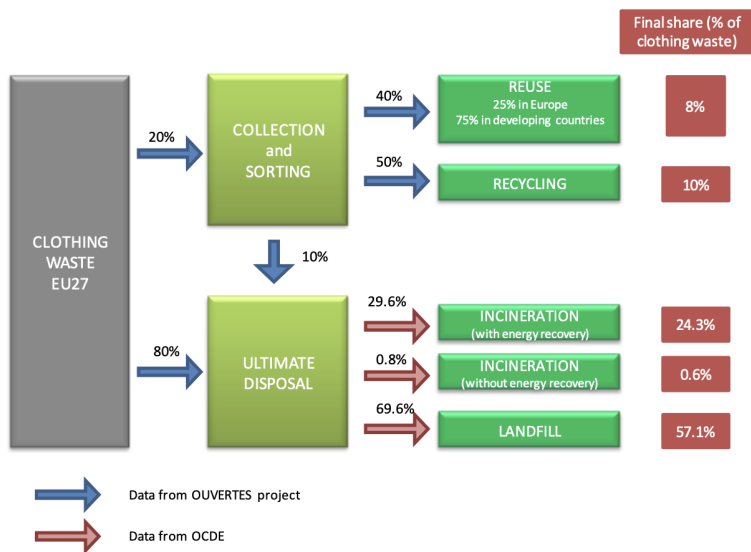 Final share (% of
clothing waste)
40%
REUSE
25% in Europe
75% in developing countries
8%
20%
COLLECTION
and
SORTING
50%
RECYCLING
10%
CLOTHING
WASTE
EU27
10%
29.6%
INCINERATION
(with energy recovery)
24.3%
80%
ULTIMATE
DISPOSAL
0.8%
INCINERATION
(without energy recovery)
0.6%
69.6%
LANDFILL
57.1%
Data from OUVERTES project
Data from OCDE